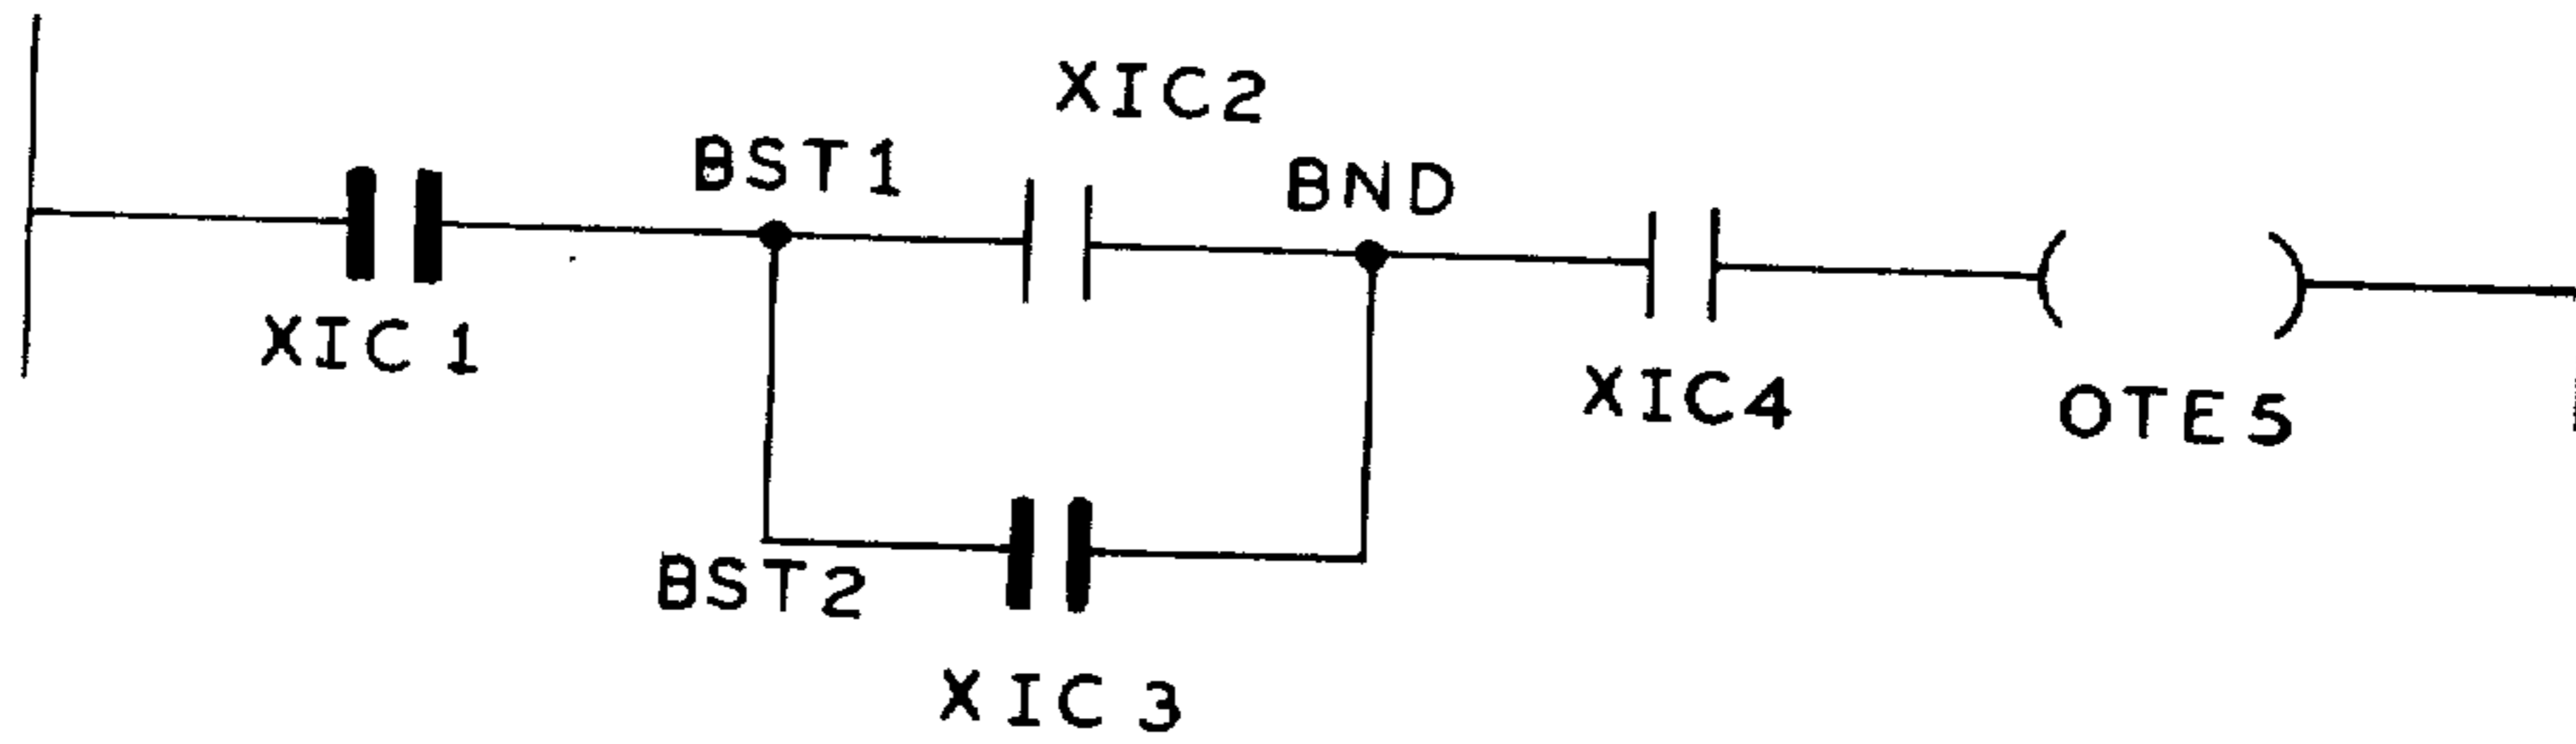 XIC2
BST1
BND
XIC 1
XIC4
OTE5
BST2
XIC 3